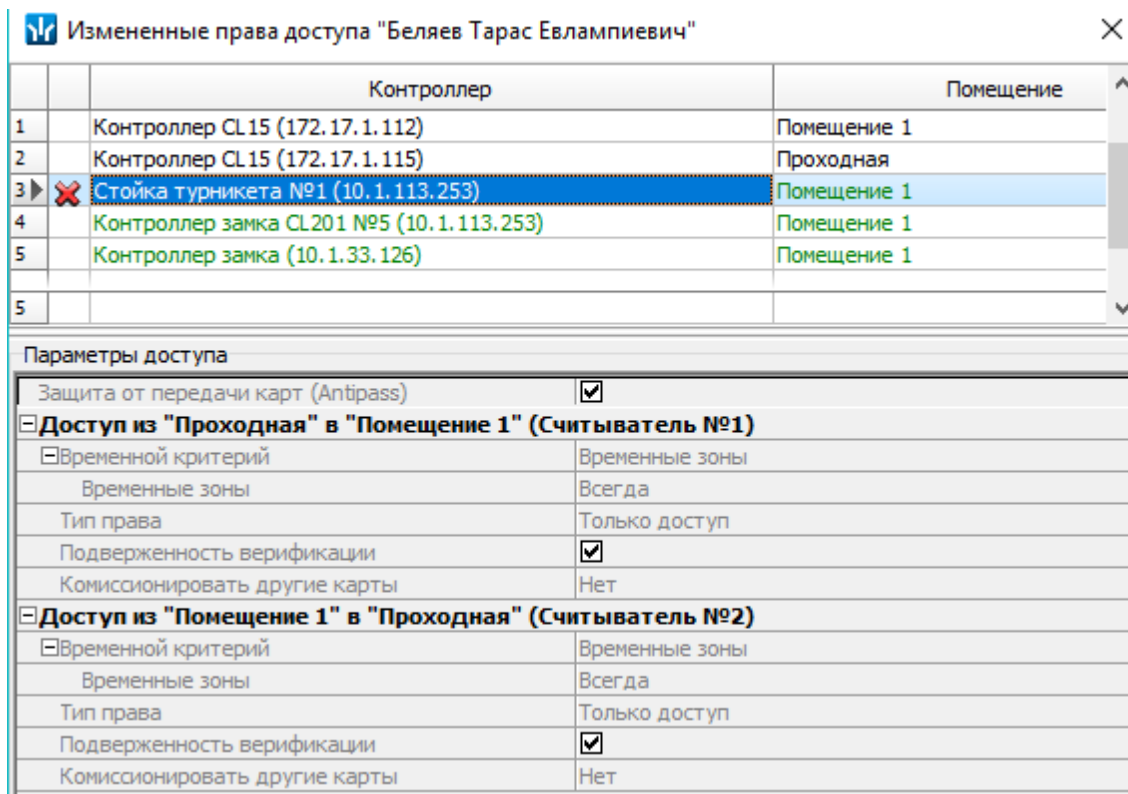 Измененные права доступа "Беляев Тарас Евлампиевич"
Контроллер Помещение
1 Контроллер CL15 (172.17.1.112) Помещение 1
2 Контроллер CL15 (172.17.1.115) Проходная
3 Стойка турникета №1 (10.1.113.253) Помещение 1
4 Контроллер замка CL201 №5 (10.1.113.253) Помещение 1
5 Контроллер замка (10.1.33.126) Помещение 1
5
Параметры доступа
Защита от передачи карт (Antipass)
Доступ из "Проходная" в "Помещение 1" (Считыватель №1)
Временной критерий Временные зоны
Временные зоны Всегда
Тип права Только доступ
Подверженность верификации
Комиссионировать другие карты Нет
Доступ из "Помещение 1" в "Проходная" (Считыватель №2)
Временной критерий Временные зоны
Временные зоны Всегда
Тип права Только доступ
Подверженность верификации
Комиссионировать другие карты Нет